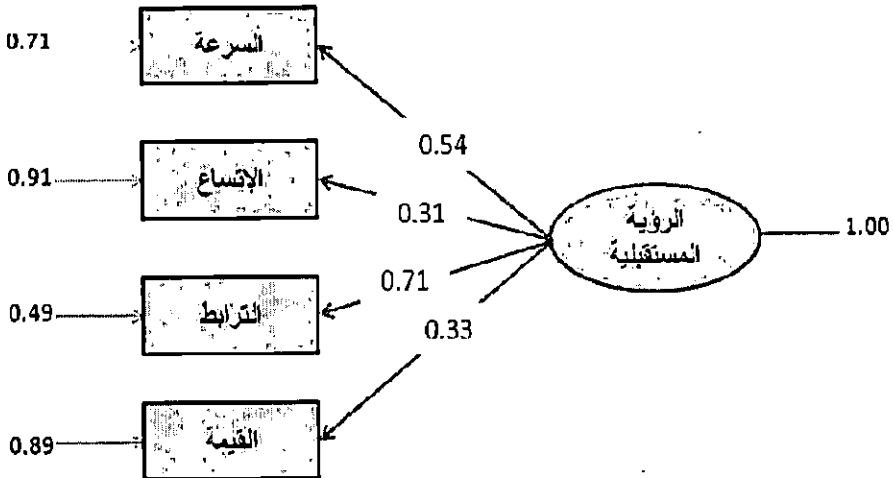 0.71
السرعة
0.54
0.91
الإتساع
0.31
الرؤية
المستقبلية
1.00
0.71
0.49
الترابط
0.33
0.89
القيمة